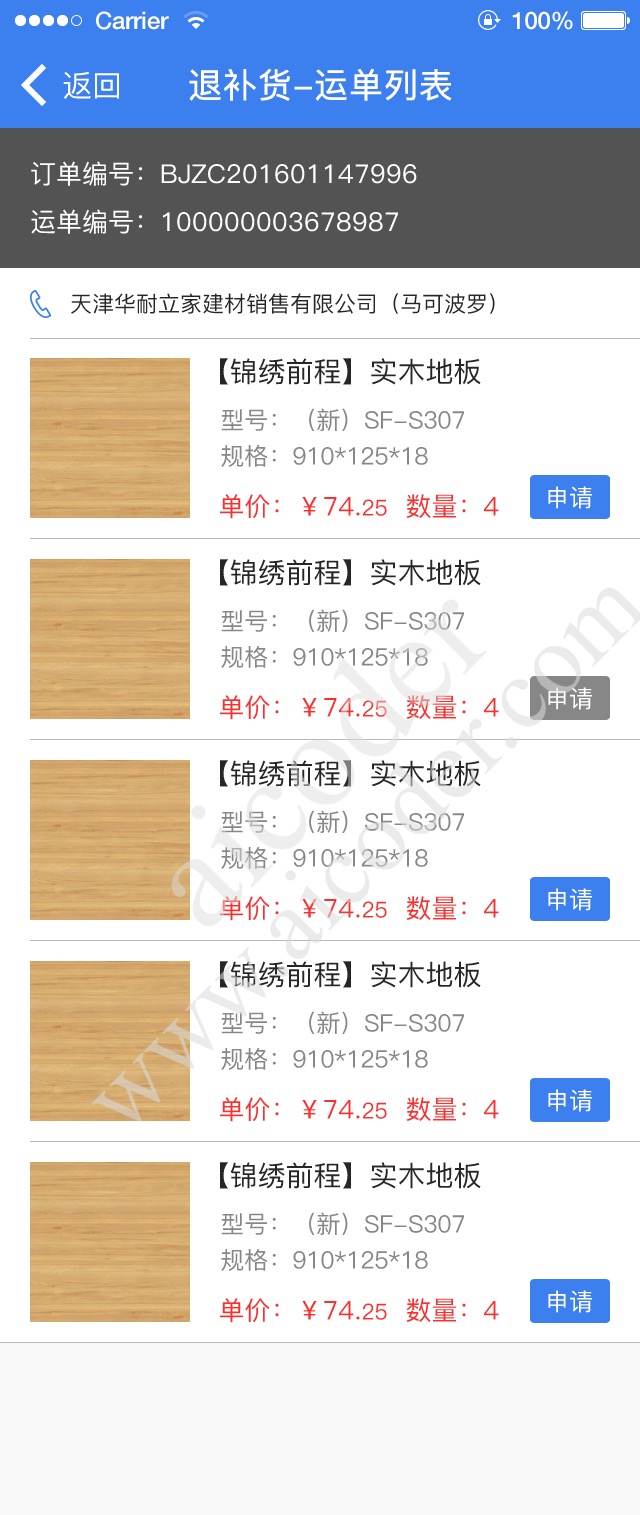 Carrier 100%
返回 退补货-运单列表
订单编号：BJZC201601147996
运单编号：100000003678987
天津华耐立家建材销售有限公司（马可波罗）
【锦绣前程】实木地板
型号：（新）SF-S307
规格：910*125*18
单价：￥74.25 数量：4 申请
【锦绣前程】实木地板
型号：（新）SF-S307
规格：910*125*18
单价：￥74.25 数量：4 申请
【锦绣前程】实木地板
型号：（新）SF-S307
规格：910*125*18
单价：￥74.25 数量：4 申请
【锦绣前程】实木地板
型号：（新）SF-S307
规格：910*125*18
单价：￥74.25 数量：4 申请
【锦绣前程】实木地板
型号：（新）SF-S307
规格：910*125*18
单价：￥74.25 数量：4 申请
aicoder
www.aicoder.com